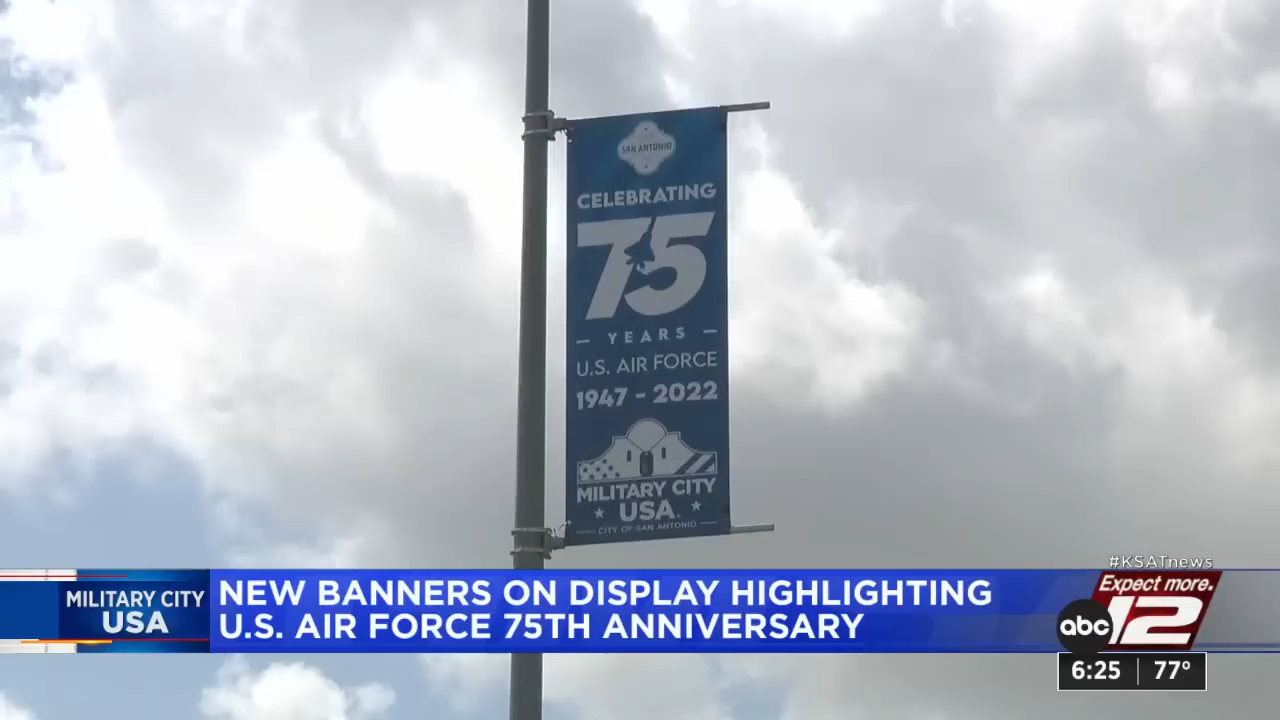 SAN ANTONIO
CELEBRATING
75
— YEARS —
U.S. AIR FORCE
1947 - 2022
MILITARY CITY
USA
CITY OF SAN ANTONIO
#KSATnews
MILITARY CITY
USA
NEW BANNERS ON DISPLAY HIGHLIGHTING
U.S. AIR FORCE 75TH ANNIVERSARY
Expect more.
abc 12
6:25 77°